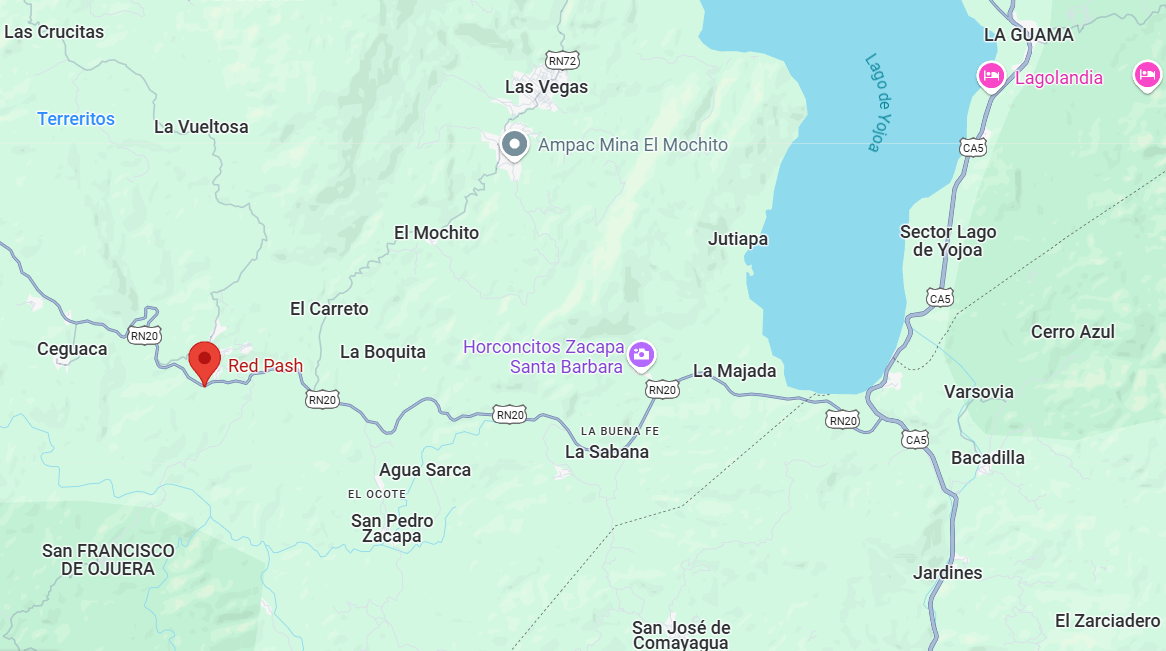 Las Crucitas
LA GUAMA
RN72
Las Vegas
Lagolandia
Lago de Yojoa
Terreritos
La Vueltosa
Ampac Mina El Mochito
CA5
El Mochito
Jutiapa
Sector Lago
de Yojoa
CA5
El Carreto
RN20
Cerro Azul
Ceguaca
La Boquita
Horconcitos Zacapa
Santa Barbara
Red Pash
La Majada
RN20
Varsovia
RN20
RN20
RN20
LA BUENA FE
CA5
La Sabana
Bacadilla
Agua Sarca
EL OCOTE
San Pedro
Zacapa
San FRANCISCO
DE OJUERA
Jardines
El Zarciadero
San José de
Comayagua